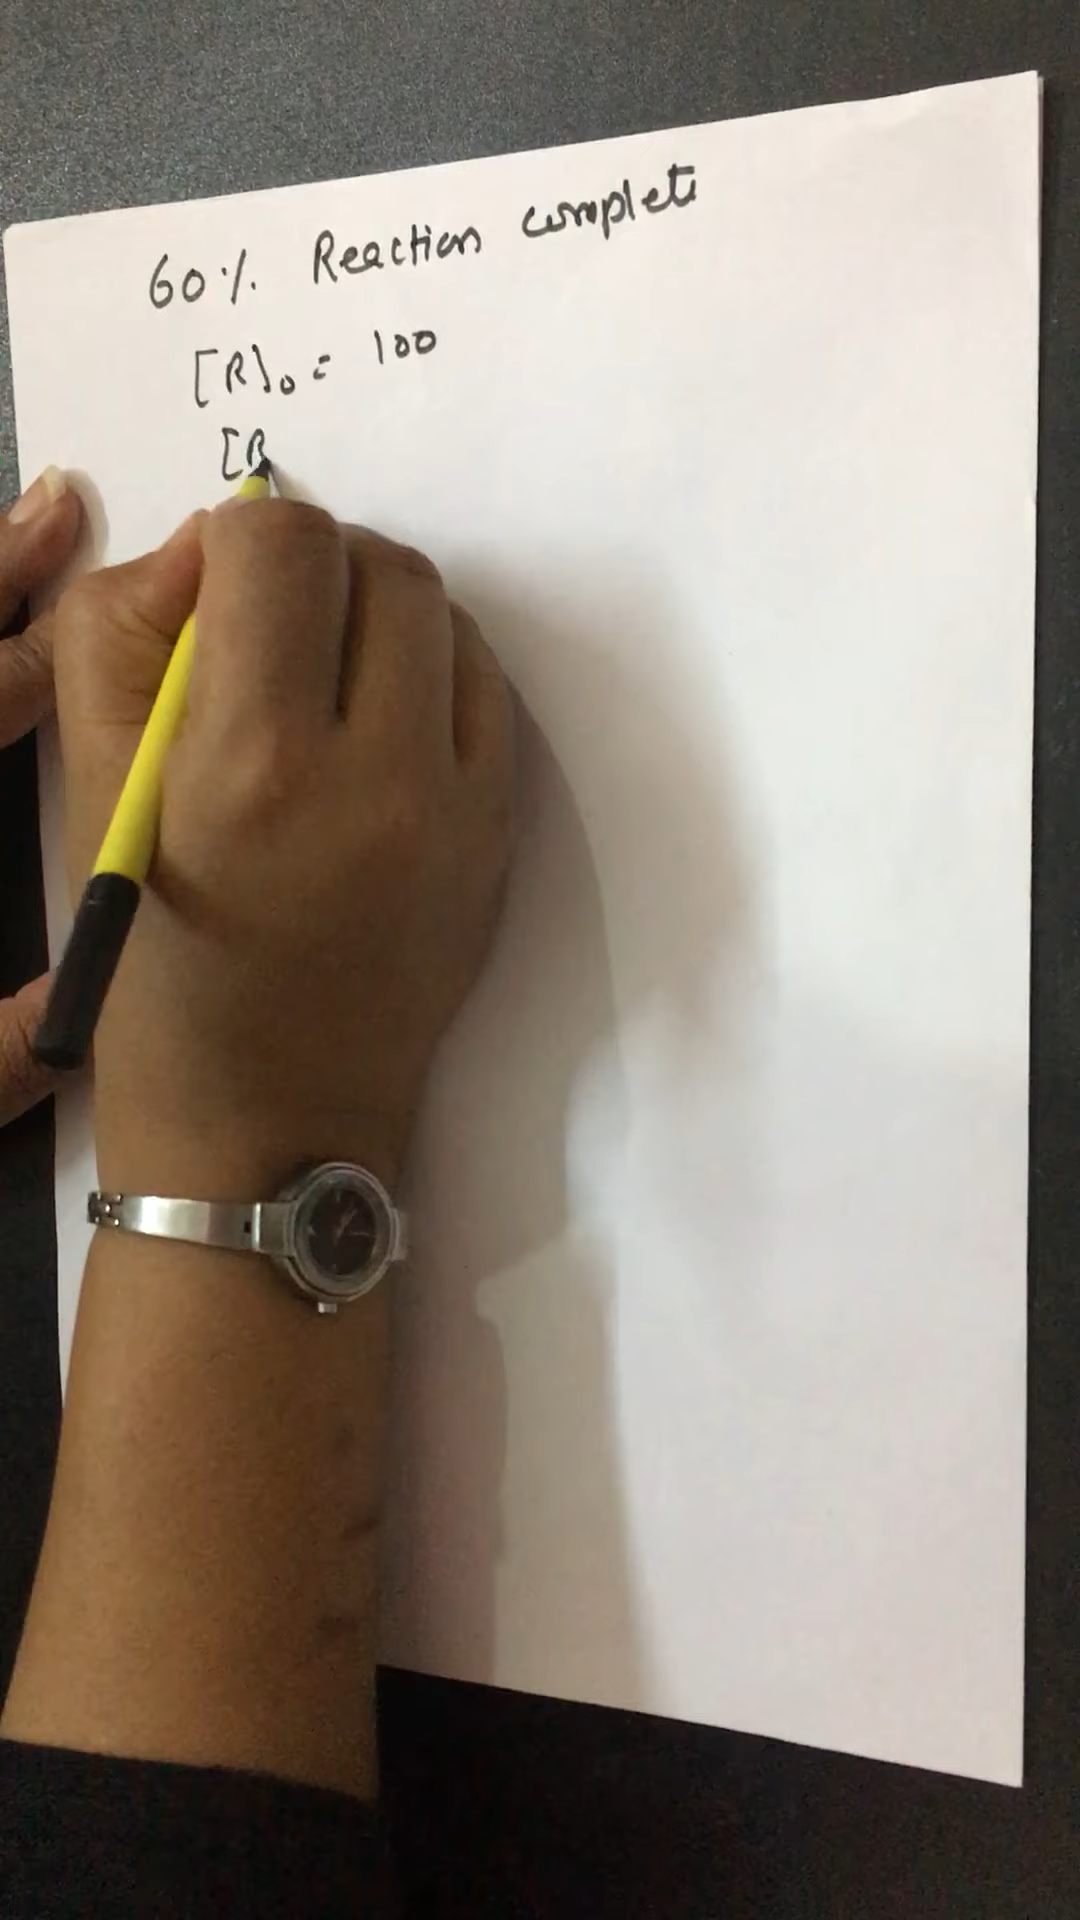 60% Reaction complete
[R]₀ = 100
[R